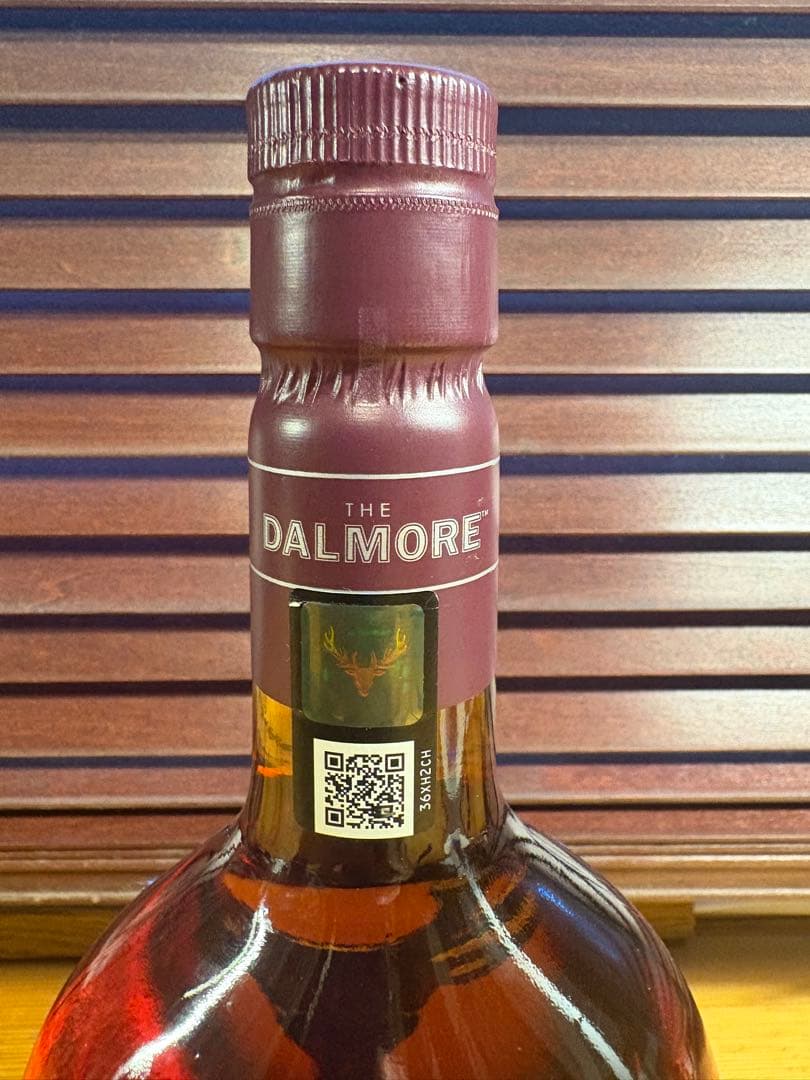 THE
DALMORE™
36XH2CH